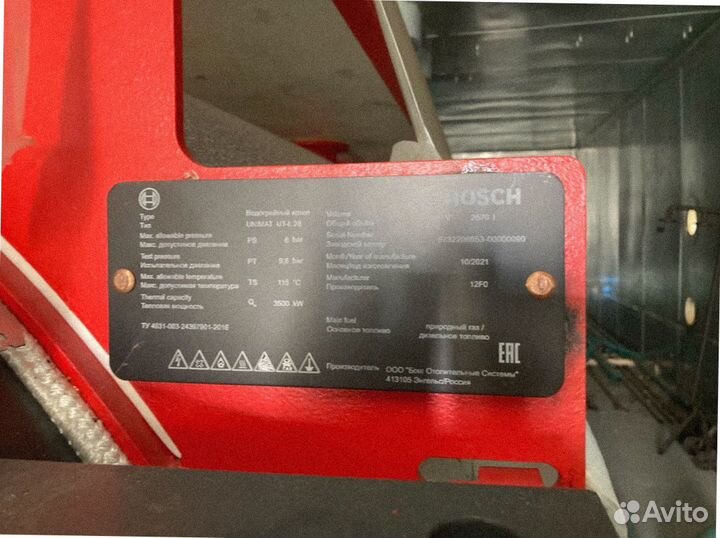 BOSCH
Type Водогрейный котел
Тип UNIMAT UT-L 28
Max. allowable pressure
Макс. допустимое давление PS 6 bar
Test pressure
Испытательное давление PT 9,6 bar
Max. allowable temperature
Макс. допустимая температура TS 115 °C
Thermal capacity
Тепловая мощность 3500 kW
ТУ 4931-003-24397901-2016
Volume
Общий объём V 2670 l
Serial Number
Заводской номер
Month/Year of manufacture
Месяц/год изготовления 10/2021
Manufacturer
Производитель 12F0
Main fuel
Основное топливо природный газ /
дизельное топливо
EAC
Производитель ООО "Бош Отопительные Системы"
413105 Энгельс/Россия
Avito